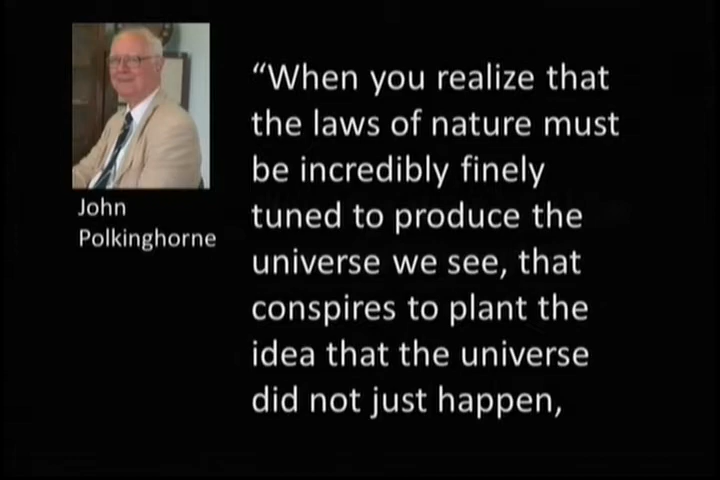 John
Polkinghorne
“When you realize that
the laws of nature must
be incredibly finely
tuned to produce the
universe we see, that
conspires to plant the
idea that the universe
did not just happen,